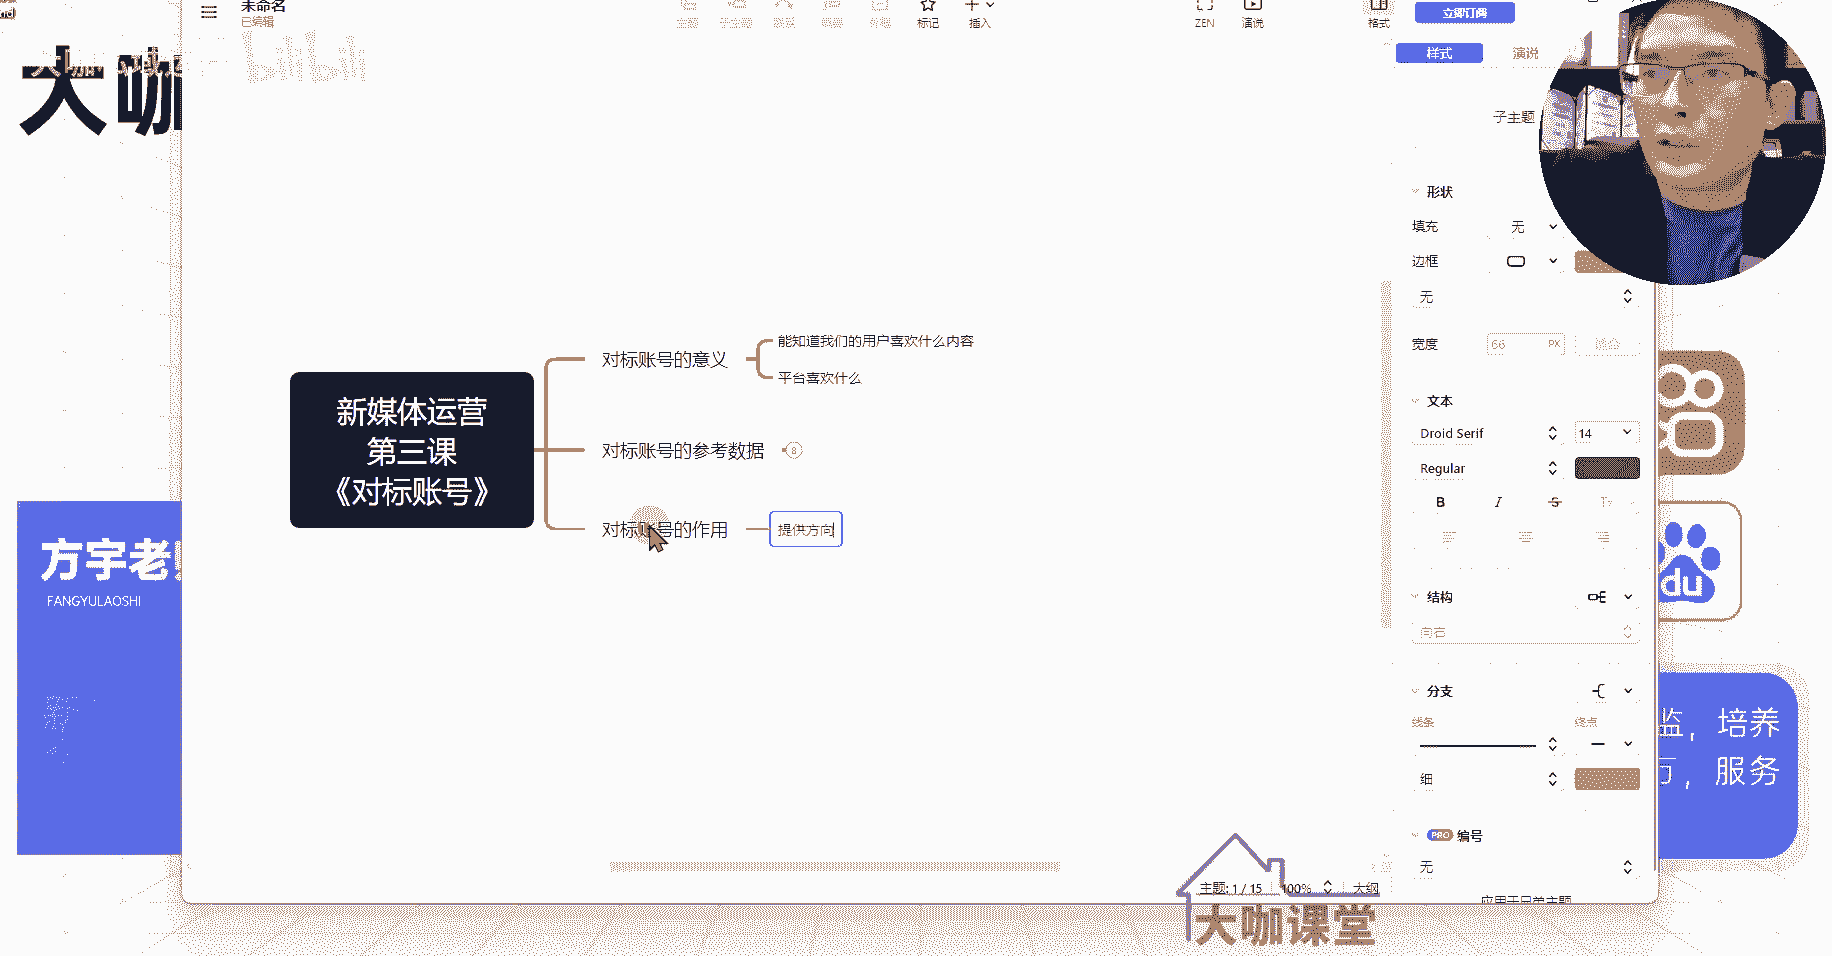 未命名
已编辑
标记
插入
ZEN
演说
格式
立即订阅
bilibili
大咖
样式
演说
子主题
形状
填充
无
边框
无
宽度
66
PX
文本
Droid Serif
14
Regular
B
I
S
结构
向右
分支
线条
终点
细
PRO
编号
无
新媒体运营
第三课
《对标账号》
对标账号的意义
能知道我们的用户喜欢什么内容
平台喜欢什么
对标账号的参考数据
8
对标账号的作用
提供方向
方宇老
FANGYULAOSHI
du
监，培养
万，服务
主题: 1 / 15
100%
大纲
大咖课堂